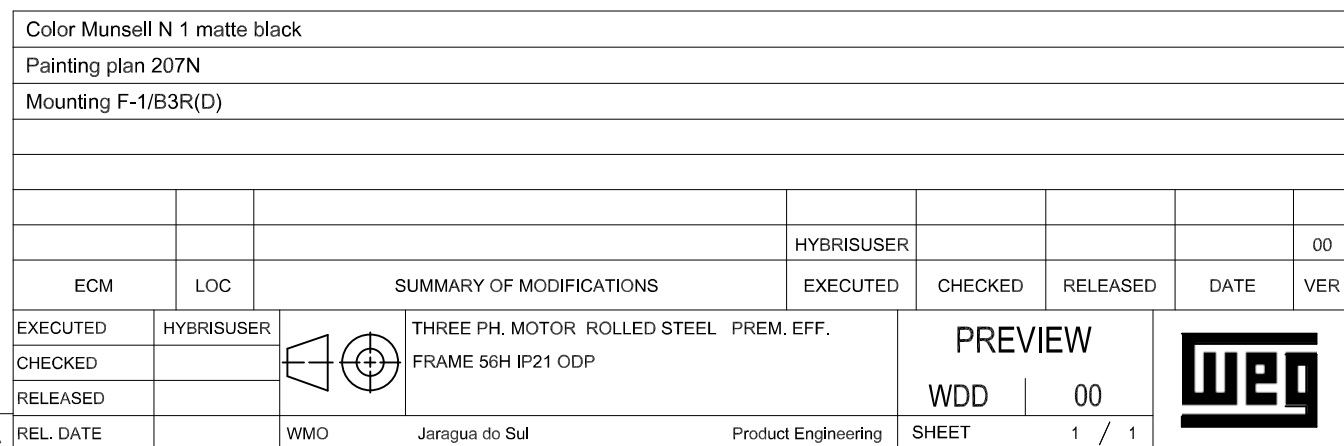 Color Munsell N 1 matte black
Painting plan 207N
Mounting F-1/B3R(D)
HYBRISUSER 00
ECM LOC SUMMARY OF MODIFICATIONS EXECUTED CHECKED RELEASED DATE VER
EXECUTED HYBRISUSER THREE PH. MOTOR ROLLED STEEL PREM. EFF. PREVIEW
CHECKED FRAME 56H IP21 ODP
RELEASED WDD 00
REL. DATE WMO Jaragua do Sul Product Engineering SHEET 1 / 1
weg